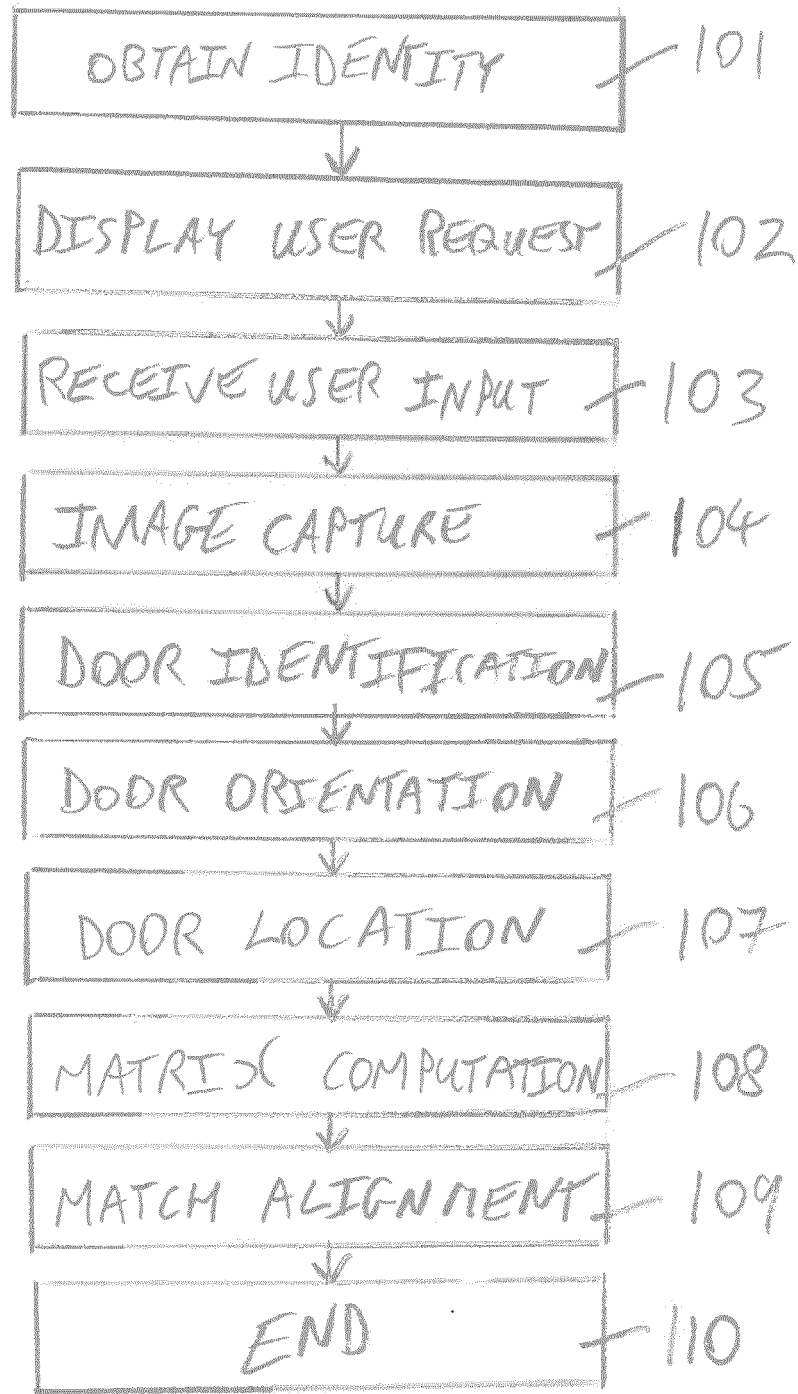 OBTAIN IDENTITY 101
DISPLAY USER REQUEST 102
RECEIVE USER INPUT 103
IMAGE CAPTURE 104
DOOR IDENTIFICATION 105
DOOR ORIENTATION 106
DOOR LOCATION 107
MATRIX COMPUTATION 108
MATCH ALIGNMENT 109
END 110